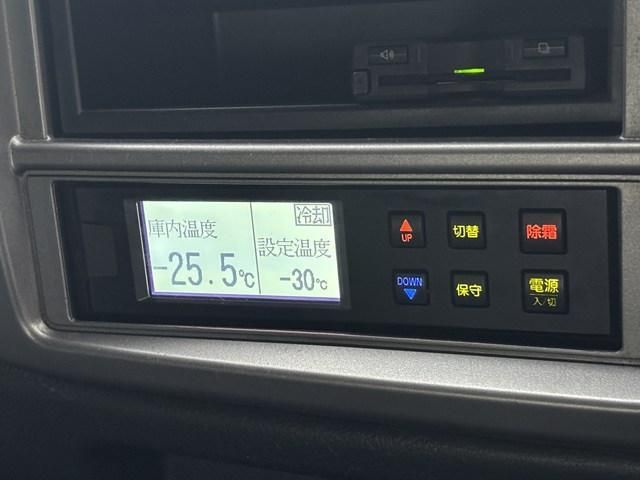 冷却
庫内温度
-25.5℃
設定温度
-30℃
UP
DOWN
切替
保守
除霜
電源
入/切